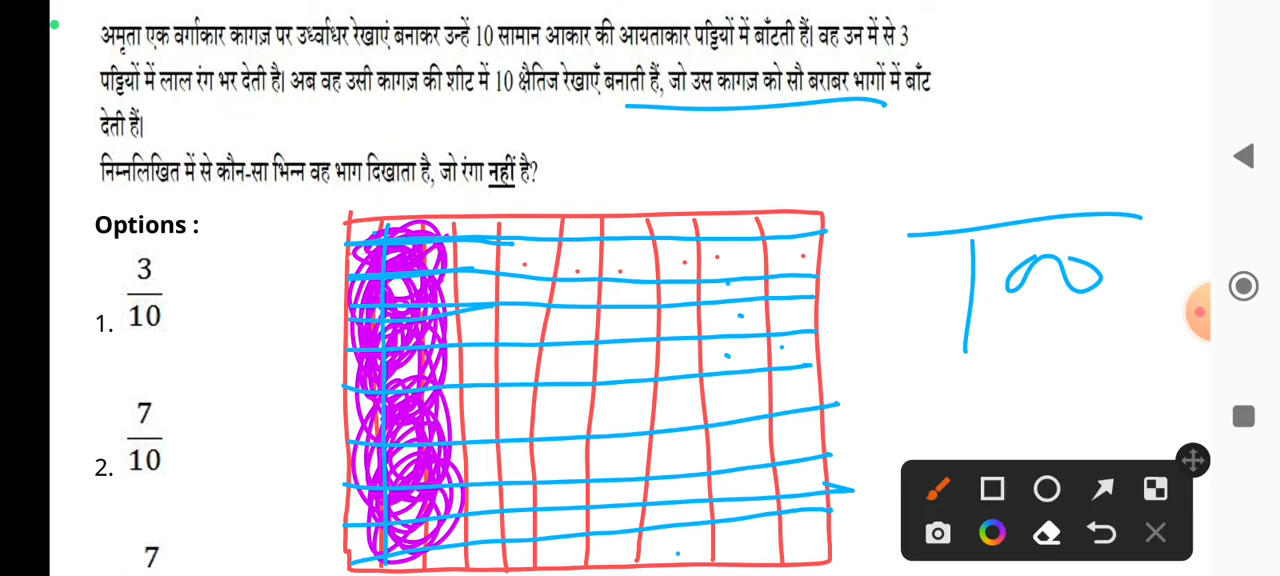 अमृता एक वर्गाकार कागज़ पर उर्ध्वाधर रेखाएं बनाकर उन्हें 10 सामान आकार की आयताकार पट्टियों में बाँटती हैं। वह उन में से 3
पट्टियों में लाल रंग भर देती है। अब वह उसी कागज़ की शीट में 10 क्षैतिज रेखाएँ बनाती हैं, जो उस कागज़ को सौ बराबर भागों में बाँट
देती हैं।
निम्नलिखित में से कौन-सा भिन्न वह भाग दिखाता है, जो रंगा नहीं है?
Options :
1. 3/10
2. 7/10
7
100